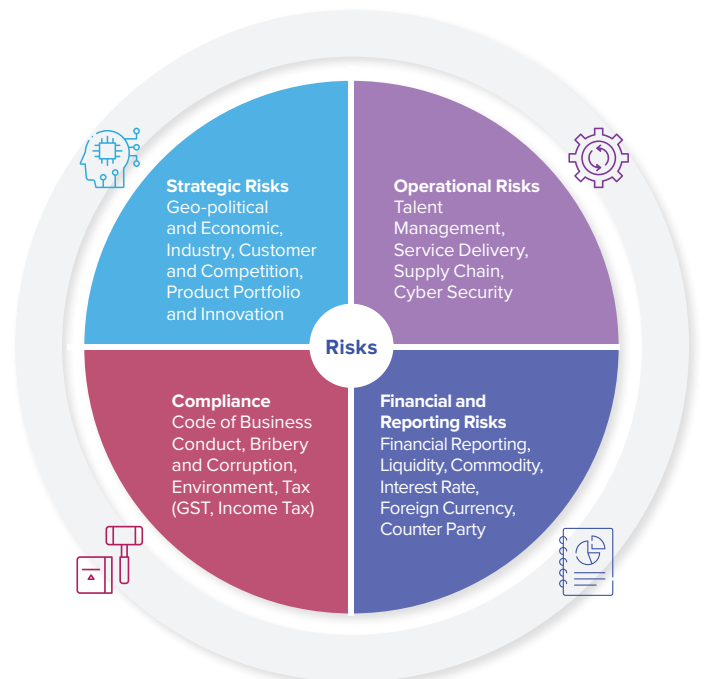 Strategic Risks
Geo-political
and Economic,
Industry, Customer
and Competition,
Product Portfolio
and Innovation
Operational Risks
Talent
Management,
Service Delivery,
Supply Chain,
Cyber Security
Risks
Compliance
Code of Business
Conduct, Bribery
and Corruption,
Environment, Tax
(GST, Income Tax)
Financial and
Reporting Risks
Financial Reporting,
Liquidity, Commodity,
Interest Rate,
Foreign Currency,
Counter Party